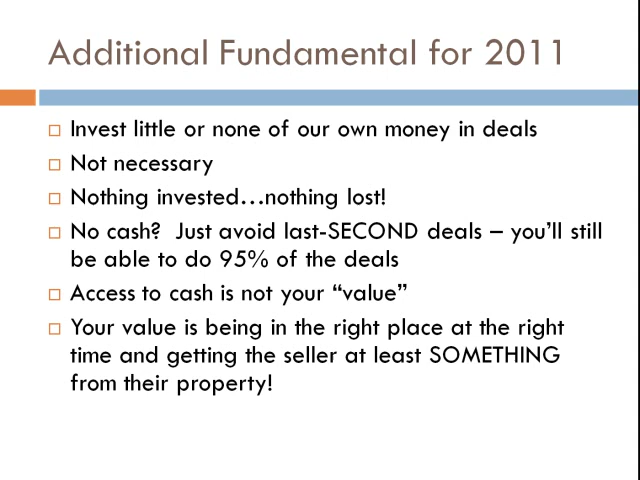 Additional Fundamental for 2011
Invest little or none of our own money in deals
Not necessary
Nothing invested…nothing lost!
No cash?  Just avoid last-SECOND deals – you’ll still
be able to do 95% of the deals
Access to cash is not your “value”
Your value is being in the right place at the right
time and getting the seller at least SOMETHING
from their property!